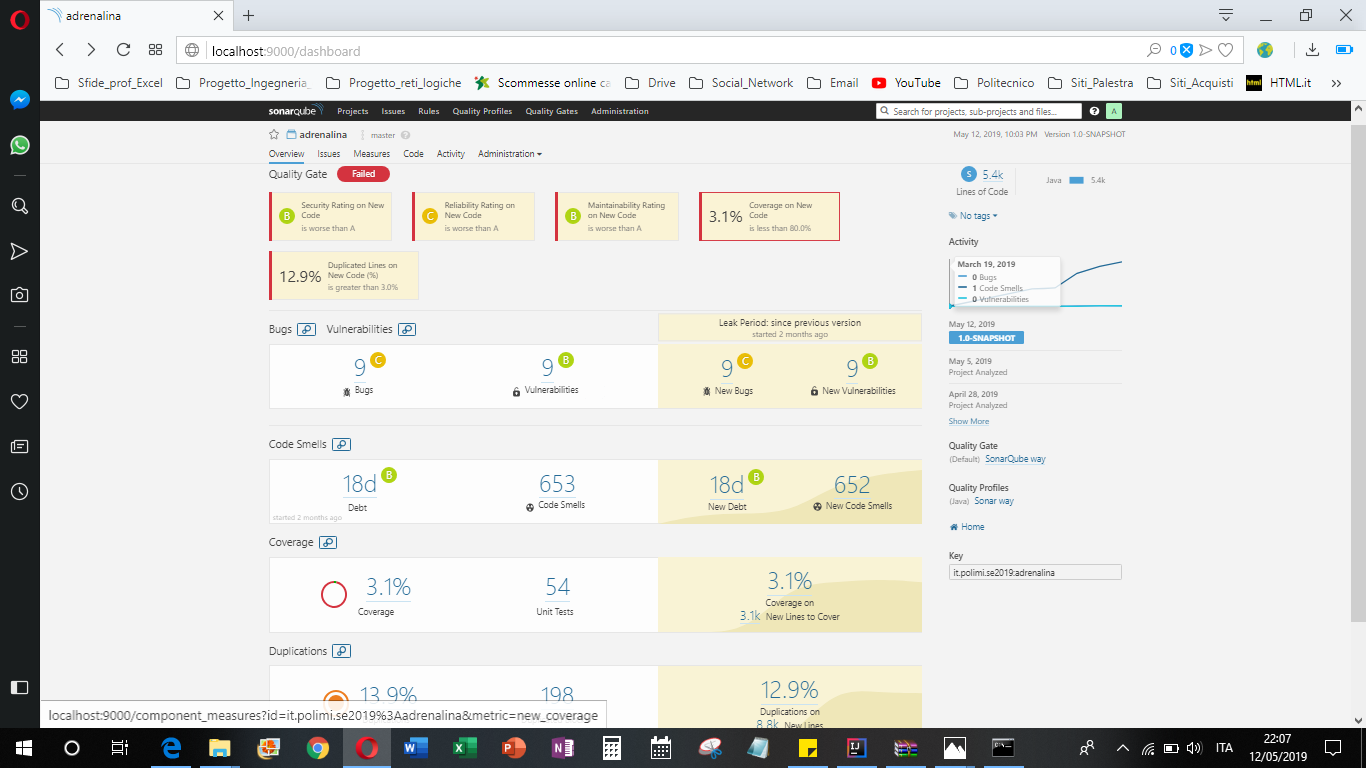 adrenalina
localhost:9000/dashboard
0
Sfide_prof_Excel
Progetto_Ingegneria_
Progetto_reti_logiche
Scommesse online ca
Drive
Social_Network
Email
YouTube
Politecnico
Siti_Palestra
Siti_Acquisti
html
HTML.it
sonarqube
Projects
Issues
Rules
Quality Profiles
Quality Gates
Administration
Search for projects, sub-projects and files...
A
adrenalina
master
May 12, 2019, 10:03 PM Version 1.0-SNAPSHOT
Overview
Issues
Measures
Code
Activity
Administration
Quality Gate
Failed
B
Security Rating on New
Code
is worse than A
C
Reliability Rating on
New Code
is worse than A
B
Maintainability Rating
on New Code
is worse than A
3.1%
Coverage on New
Code
is less than 80.0%
12.9%
Duplicated Lines on
New Code (%)
is greater than 3.0%
Bugs
Vulnerabilities
Leak Period: since previous version
started 2 months ago
9 C
Bugs
9 B
Vulnerabilities
9 C
New Bugs
9 B
New Vulnerabilities
Code Smells
18d B
Debt
started 2 months ago
653
Code Smells
18d B
New Debt
652
New Code Smells
Coverage
3.1%
Coverage
54
Unit Tests
3.1%
Coverage on
3.1k New Lines to Cover
Duplications
13.9%
198
12.9%
Duplications on
8.8k New Lines
S 5.4k
Lines of Code
Java 5.4k
No tags
Activity
March 19, 2019
0 Bugs
1 Code Smells
0 Vulnerabilities
May 12, 2019
1.0-SNAPSHOT
May 5, 2019
Project Analyzed
April 28, 2019
Project Analyzed
Show More
Quality Gate
(Default) SonarQube way
Quality Profiles
(Java) Sonar way
Home
Key
it.polimi.se2019:adrenalina
localhost:9000/component_measures?id=it.polimi.se2019%3Aadrenalina&metric=new_coverage
ITA
22:07
12/05/2019